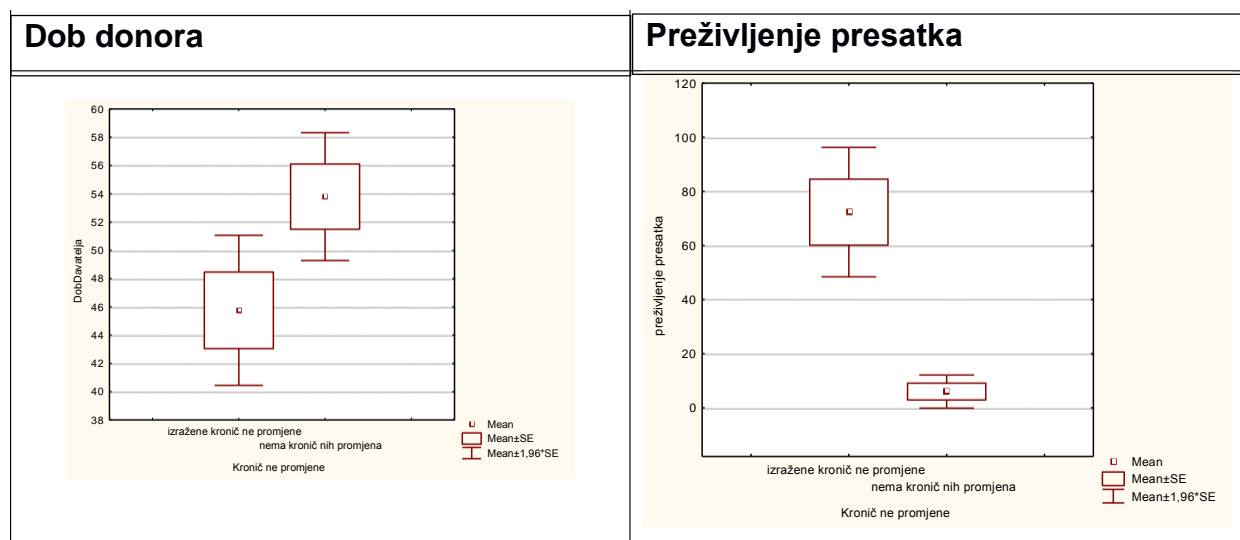 Dob donora
60
58
56
54
52
50
48
46
44
42
40
38
DobDavatelja
izražene kronič ne promjene
nema kronič nih promjena
Kronič ne promjene
Mean
Mean±SE
Mean±1,96*SE
Preživljenje presatka
120
100
80
60
40
20
0
preživljenje presatka
izražene kronič ne promjene
nema kronič nih promjena
Kronič ne promjene
Mean
Mean±SE
Mean±1,96*SE